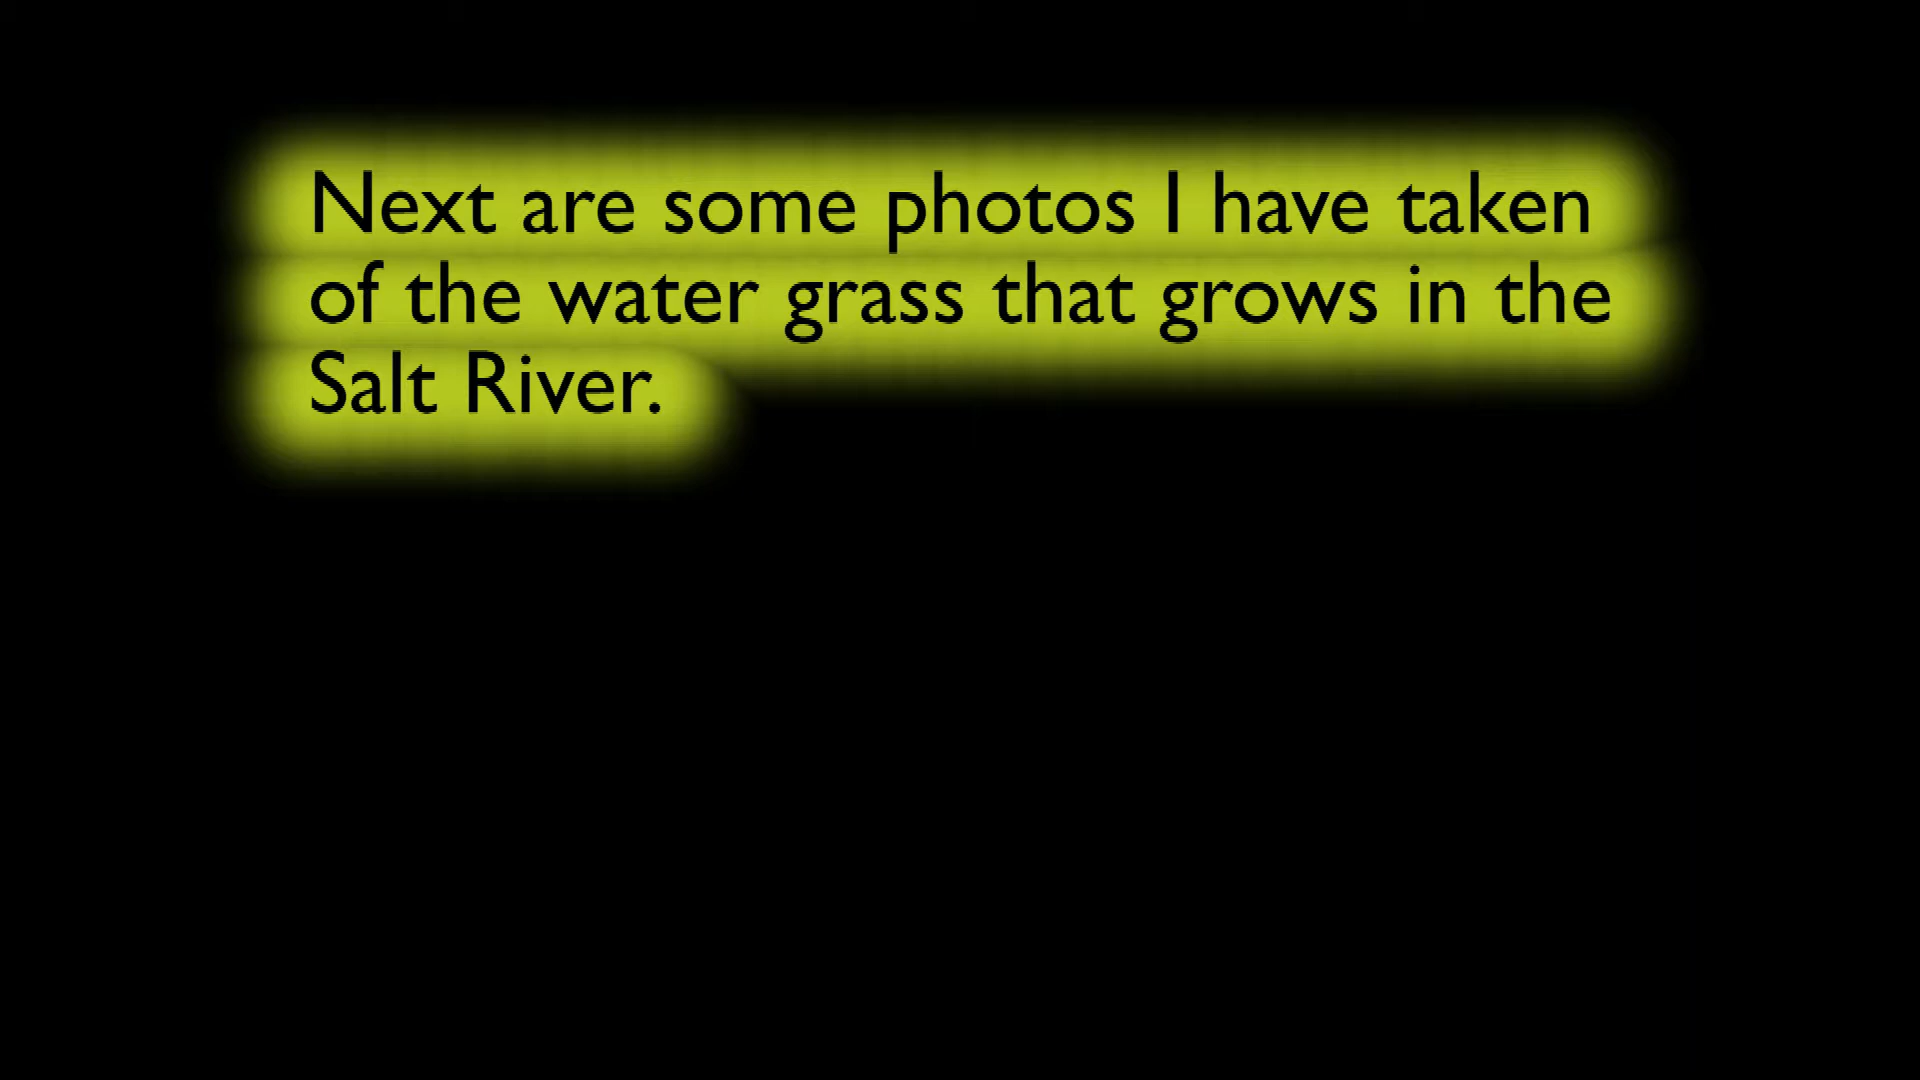 Next are some photos I have taken
of the water grass that grows in the
Salt River.